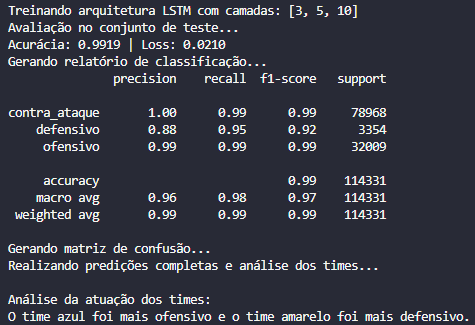 Treinando arquitetura LSTM com camadas: [3, 5, 10]
Avaliação no conjunto de teste...
Acurácia: 0.9919 | Loss: 0.0210
Gerando relatório de classificação...
precision recall f1-score support
contra_ataque 1.00 0.99 0.99 78968
defensivo 0.88 0.95 0.92 3354
ofensivo 0.99 0.99 0.99 32009
accuracy 0.99 114331
macro avg 0.96 0.98 0.97 114331
weighted avg 0.99 0.99 0.99 114331
Gerando matriz de confusão...
Realizando predições completas e análise dos times...
Análise da atuação dos times:
O time azul foi mais ofensivo e o time amarelo foi mais defensivo.